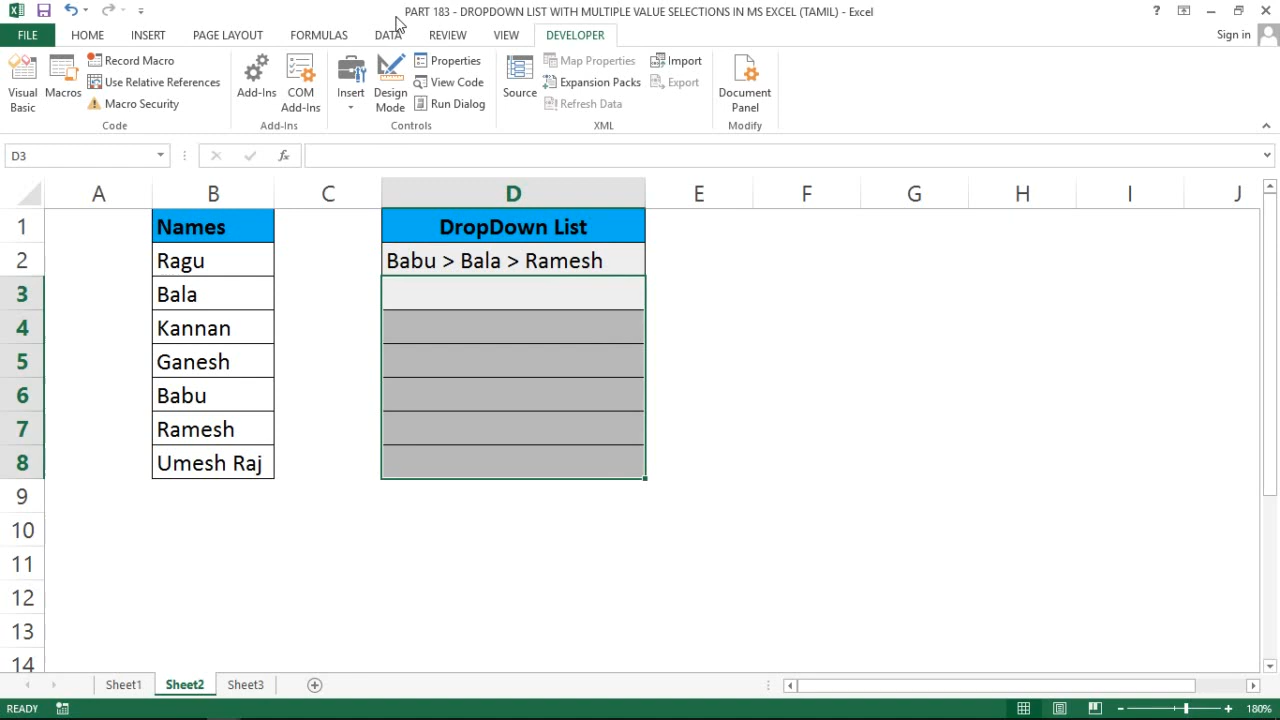 PART 183 - DROPDOWN LIST WITH MULTIPLE VALUE SELECTIONS IN MS EXCEL (TAMIL) - Excel
?
FILE HOME INSERT PAGE LAYOUT FORMULAS DATA REVIEW VIEW DEVELOPER Sign in
Visual Basic
Macros
Record Macro
Use Relative References
Macro Security
Code
Add-Ins
COM Add-Ins
Add-Ins
Insert
Design Mode
Properties
View Code
Run Dialog
Controls
Source
Map Properties
Expansion Packs
Refresh Data
Import
Export
XML
Document Panel
Modify
D3 fx
A B C D E F G H I J
1 Names DropDown List
2 Ragu Babu > Bala > Ramesh
3 Bala
4 Kannan
5 Ganesh
6 Babu
7 Ramesh
8 Umesh Raj
9
10
11
12
13
14
Sheet1 Sheet2 Sheet3
READY 180%